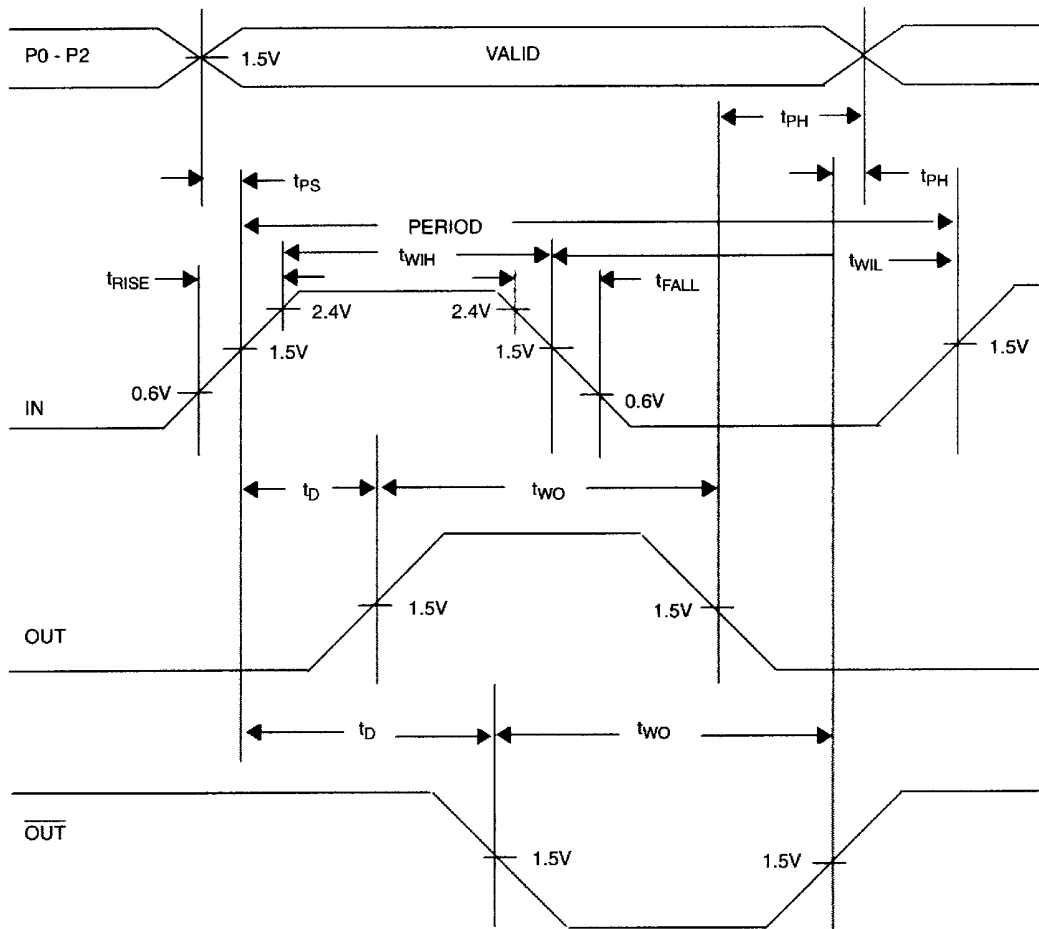 P0 - P2
1.5V
VALID
tPH
tPS
tPH
PERIOD
tWIH
tWIL
tRISE
tFALL
2.4V
2.4V
1.5V
1.5V
1.5V
0.6V
0.6V
IN
tD
tWO
1.5V
1.5V
OUT
tD
tWO
OUT
1.5V
1.5V